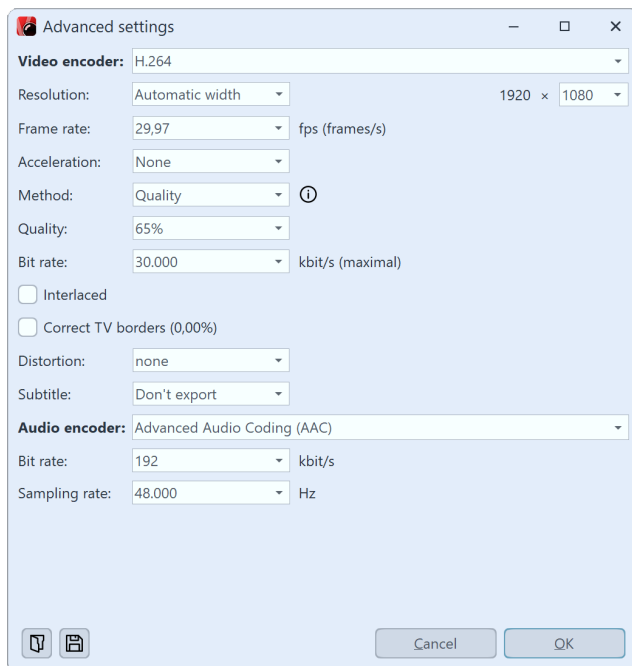 Advanced settings
Video encoder: H.264
Resolution: Automatic width 1920 × 1080
Frame rate: 29,97 fps (frames/s)
Acceleration: None
Method: Quality
Quality: 65%
Bit rate: 30.000 kbit/s (maximal)
Interlaced
Correct TV borders (0,00%)
Distortion: none
Subtitle: Don't export
Audio encoder: Advanced Audio Coding (AAC)
Bit rate: 192 kbit/s
Sampling rate: 48.000 Hz
Cancel OK